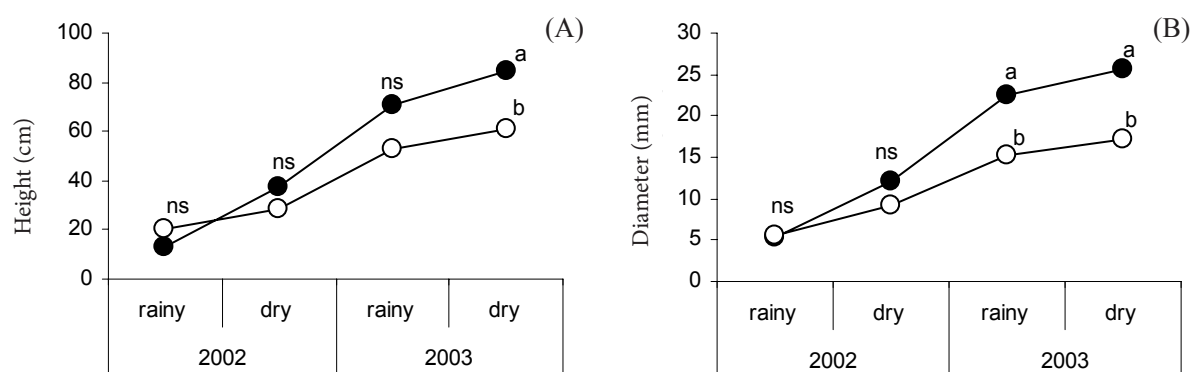 (A)
Height (cm)
100
80
60
40
20
0
ns
ns
ns
a
b
rainy dry rainy dry
2002 2003
(B)
Diameter (mm)
30
25
20
15
10
5
0
ns
ns
a
b
a
b
rainy dry rainy dry
2002 2003